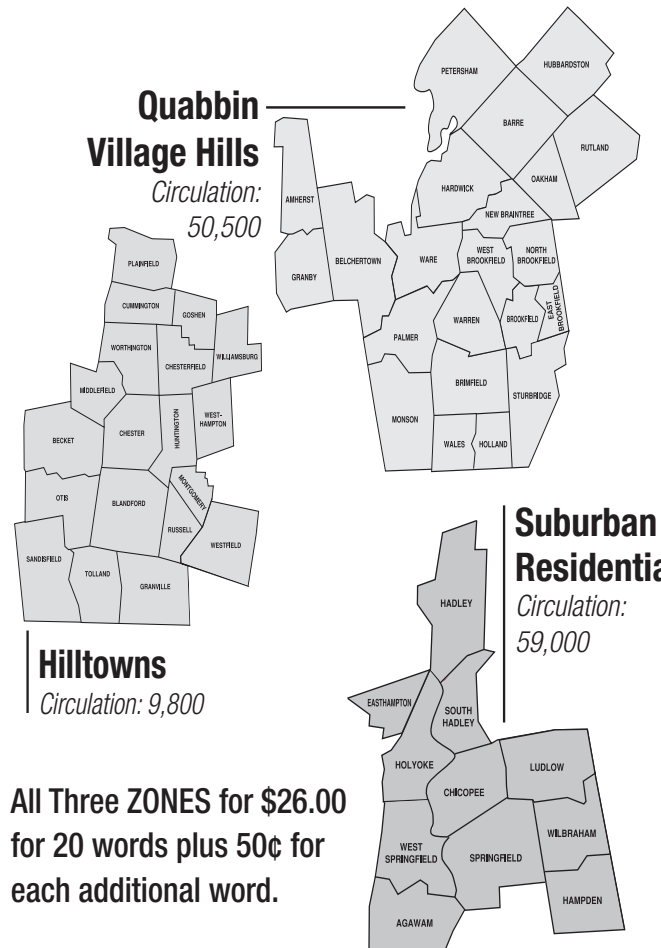 Quabbin
Village Hills
Circulation:
50,500
PETERSHAM
HUBBARDSTON
BARRE
RUTLAND
HARDWICK
OAKHAM
NEW BRAINTREE
AMHERST
GRANBY
BELCHERTOWN
WARE
WEST
BROOKFIELD
NORTH
BROOKFIELD
EAST
BROOKFIELD
BROOKFIELD
WARREN
PALMER
BRIMFIELD
STURBRIDGE
MONSON
WALES
HOLLAND
PLAINFIELD
CUMMINGTON
GOSHEN
WORTHINGTON
CHESTERFIELD
WILLIAMSBURG
MIDDLEFIELD
WEST-
HAMPTON
HUNTINGTON
CHESTER
BECKET
MONTGOMERY
OTIS
BLANDFORD
RUSSELL
WESTFIELD
SANDISFIELD
TOLLAND
GRANVILLE
Hilltowns
Circulation: 9,800
Suburban
Residentia
Circulation:
59,000
HADLEY
EASTHAMPTON
SOUTH
HADLEY
HOLYOKE
CHICOPEE
LUDLOW
WEST
SPRINGFIELD
SPRINGFIELD
WILBRAHAM
HAMPDEN
AGAWAM
All Three ZONES for $26.00
for 20 words plus 50¢ for
each additional word.